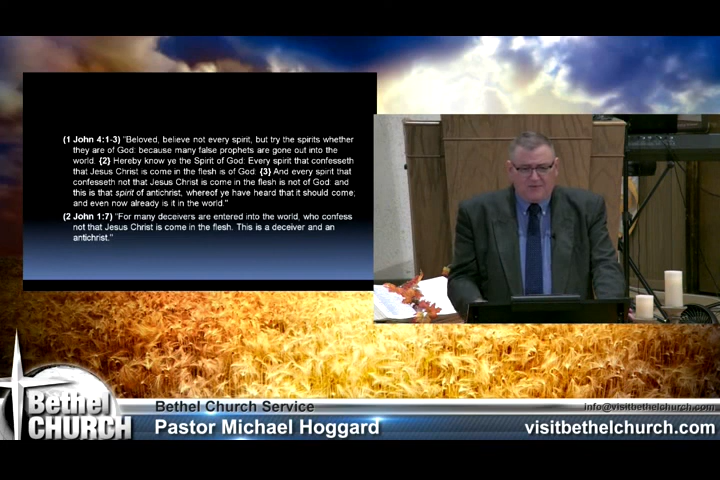 (1 John 4:1-3) "Beloved, believe not every spirit, but try the spirits whether
they are of God: because many false prophets are gone out into the
world. {2} Hereby know ye the Spirit of God: Every spirit that confesseth
that Jesus Christ is come in the flesh is of God: {3} And every spirit that
confesseth not that Jesus Christ is come in the flesh is not of God: and
this is that spirit of antichrist, whereof ye have heard that it should come;
and even now already is it in the world."
(2 John 1:7) "For many deceivers are entered into the world, who confess
not that Jesus Christ is come in the flesh. This is a deceiver and an
antichrist."
Bethel
CHURCH
Bethel Church Service
info@visitbethelchurch.com
Pastor Michael Hoggard
visitbethelchurch.com